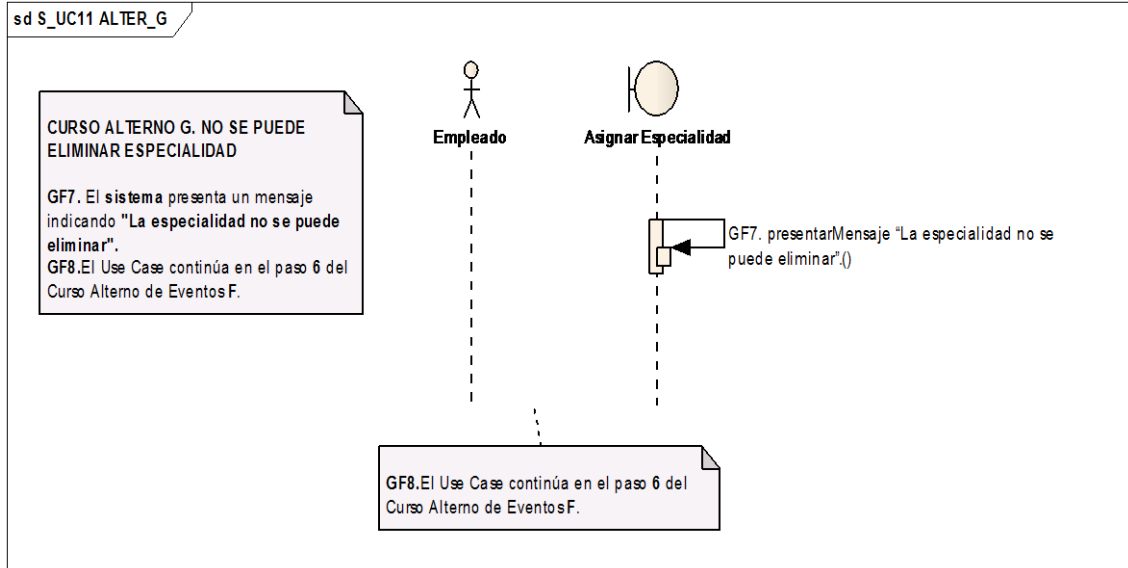 sd S_UC11 ALTER_G
CURSO ALTERNO G. NO SE PUEDE
ELIMINAR ESPECIALIDAD
GF7. El sistema presenta un mensaje
indicando "La especialidad no se puede
eliminar".
GF8.El Use Case continúa en el paso 6 del
Curso Alterno de Eventos F.
Empleado
Asignar Especialidad
GF7. presentarMensaje “La especialidad no se
puede eliminar”.()
GF8.El Use Case continúa en el paso 6 del
Curso Alterno de Eventos F.